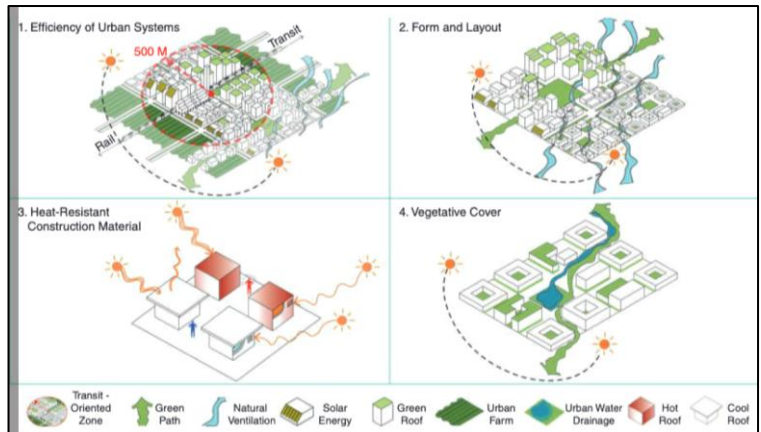 1. Efficiency of Urban Systems
500 M
Transit
Rail
2. Form and Layout
3. Heat-Resistant
Construction Material
4. Vegetative Cover
Transit -
Oriented
Zone
Green
Path
Natural
Ventilation
Solar
Energy
Green
Roof
Urban
Farm
Urban Water
Drainage
Hot
Roof
Cool
Roof